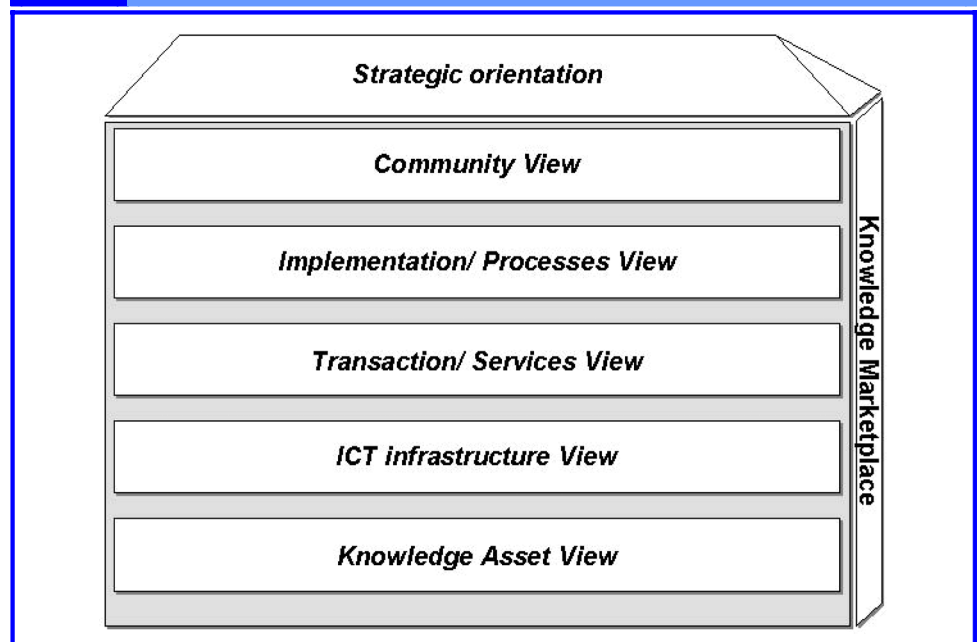 Strategic orientation
Community View
Implementation/ Processes View
Transaction/ Services View
ICT infrastructure View
Knowledge Asset View
Knowledge Marketplace